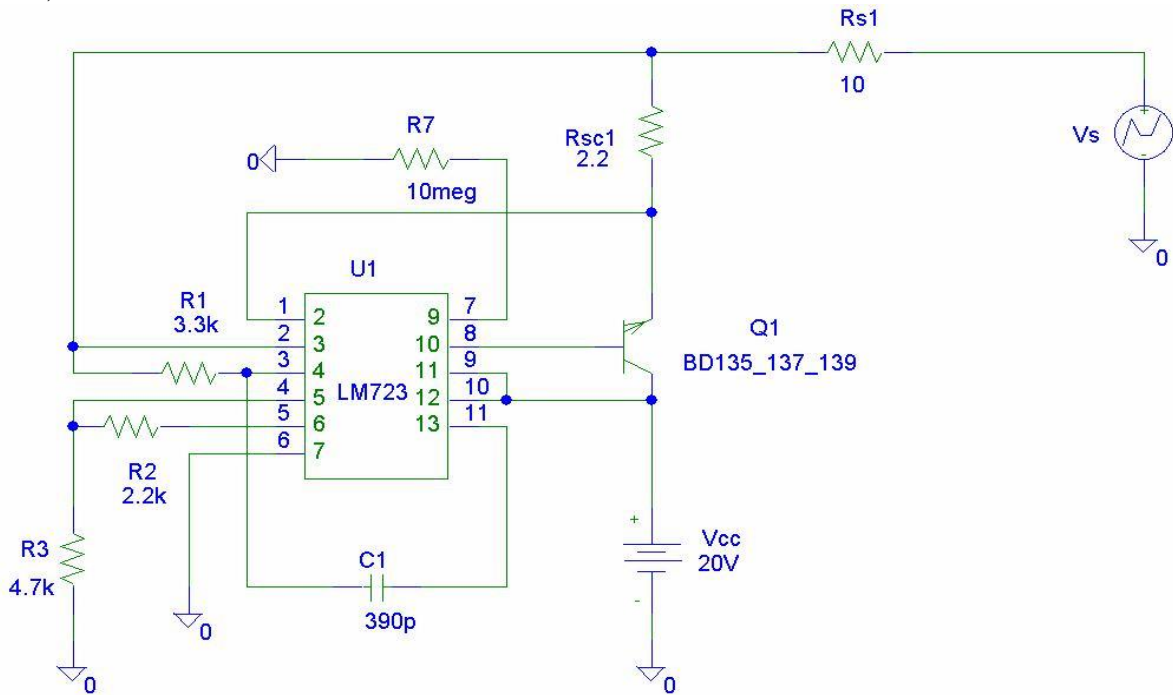 Rs1
10
Vs
+
-
0
Rsc1
2.2
R7
10meg
0
U1
LM723
1 2 3 4 5 6
2 3 4 5 6 7
9 10 11 12 13
7 8 9 10 11
R1
3.3k
R2
2.2k
R3
4.7k
0
0
C1
390p
Q1
BD135_137_139
+
Vcc
20V
-
0